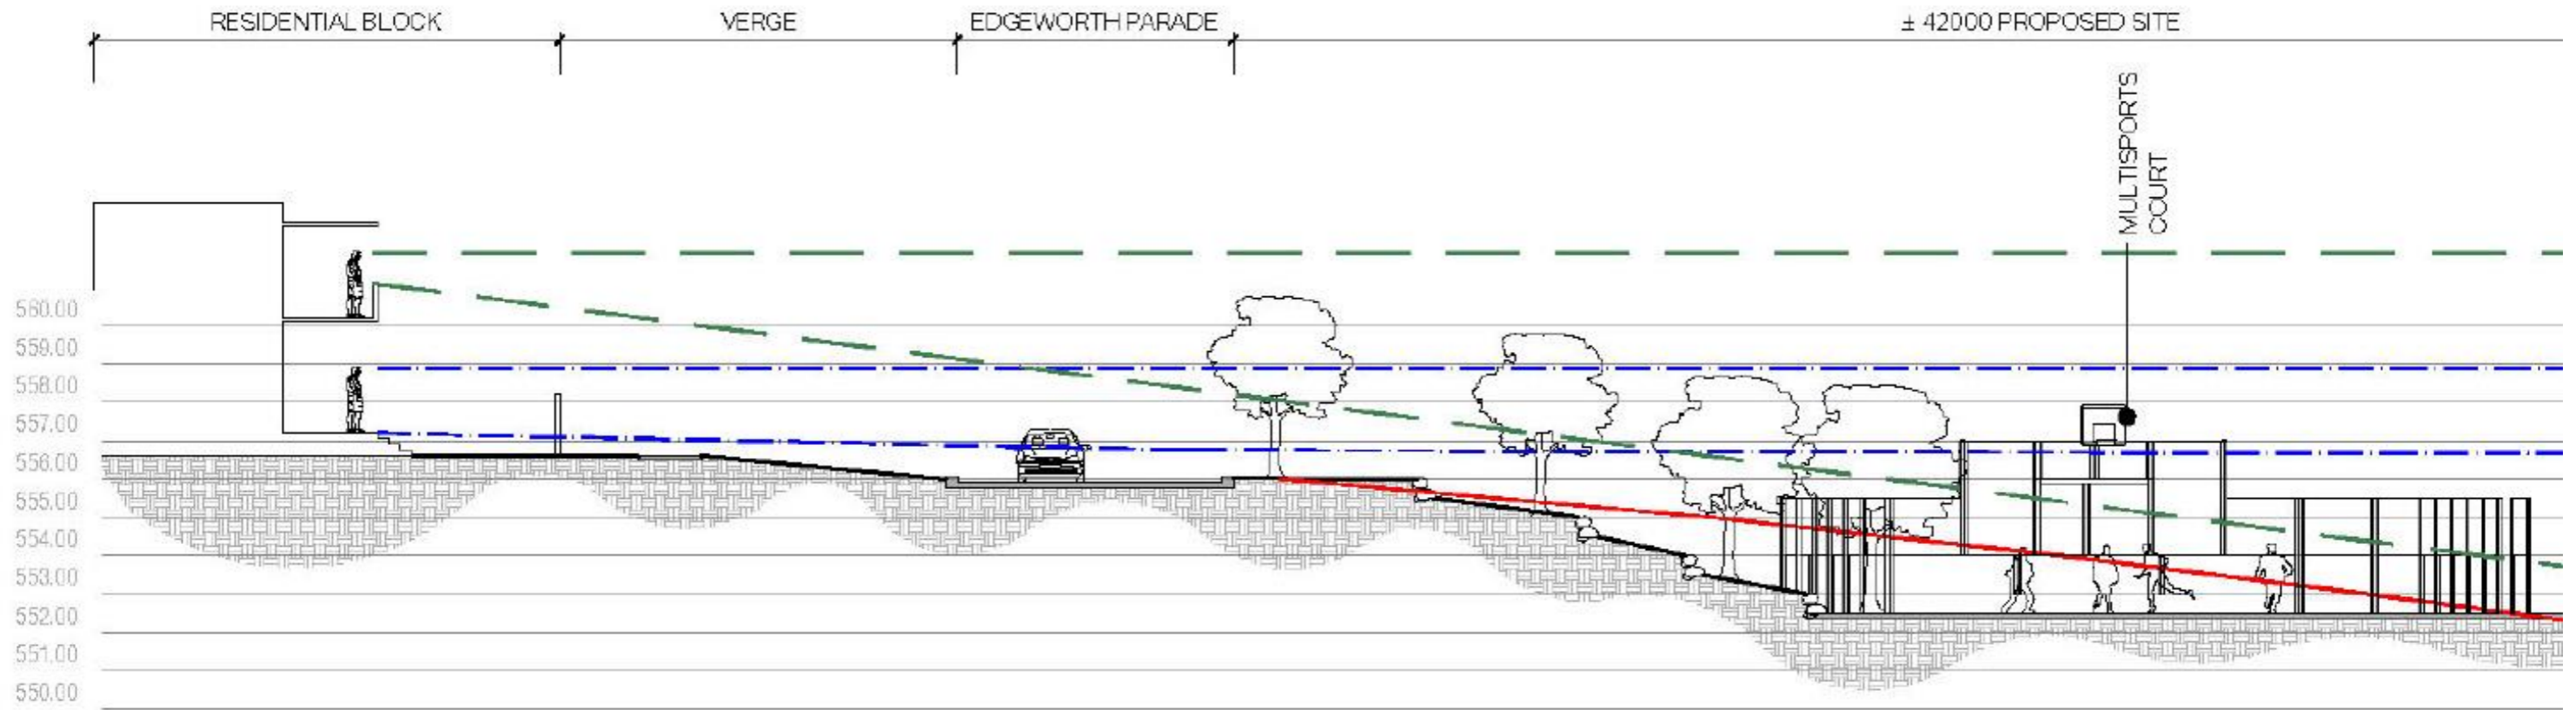 RESIDENTIAL BLOCK
VERGE
EDGEWORTH PARADE
± 42000 PROPOSED SITE
MULTISPORTS
COURT
560.00
559.00
558.00
557.00
556.00
555.00
554.00
553.00
552.00
551.00
550.00